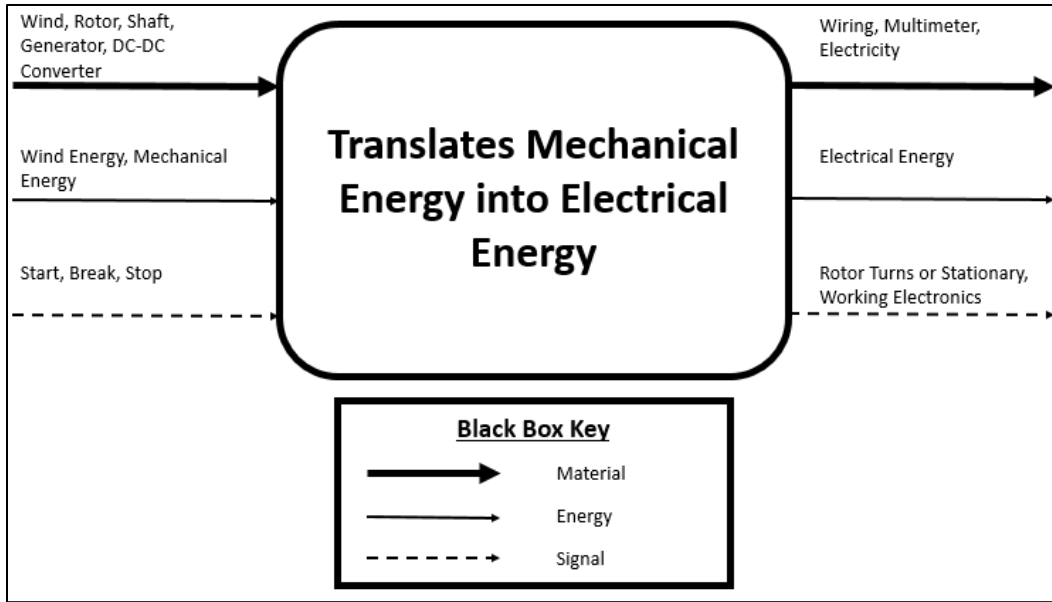 Wind, Rotor, Shaft,
Generator, DC-DC
Converter
Wiring, Multimeter,
Electricity
Translates Mechanical
Energy into Electrical
Energy
Wind Energy, Mechanical
Energy
Electrical Energy
Start, Break, Stop
Rotor Turns or Stationary,
Working Electronics
Black Box Key
Material
Energy
Signal